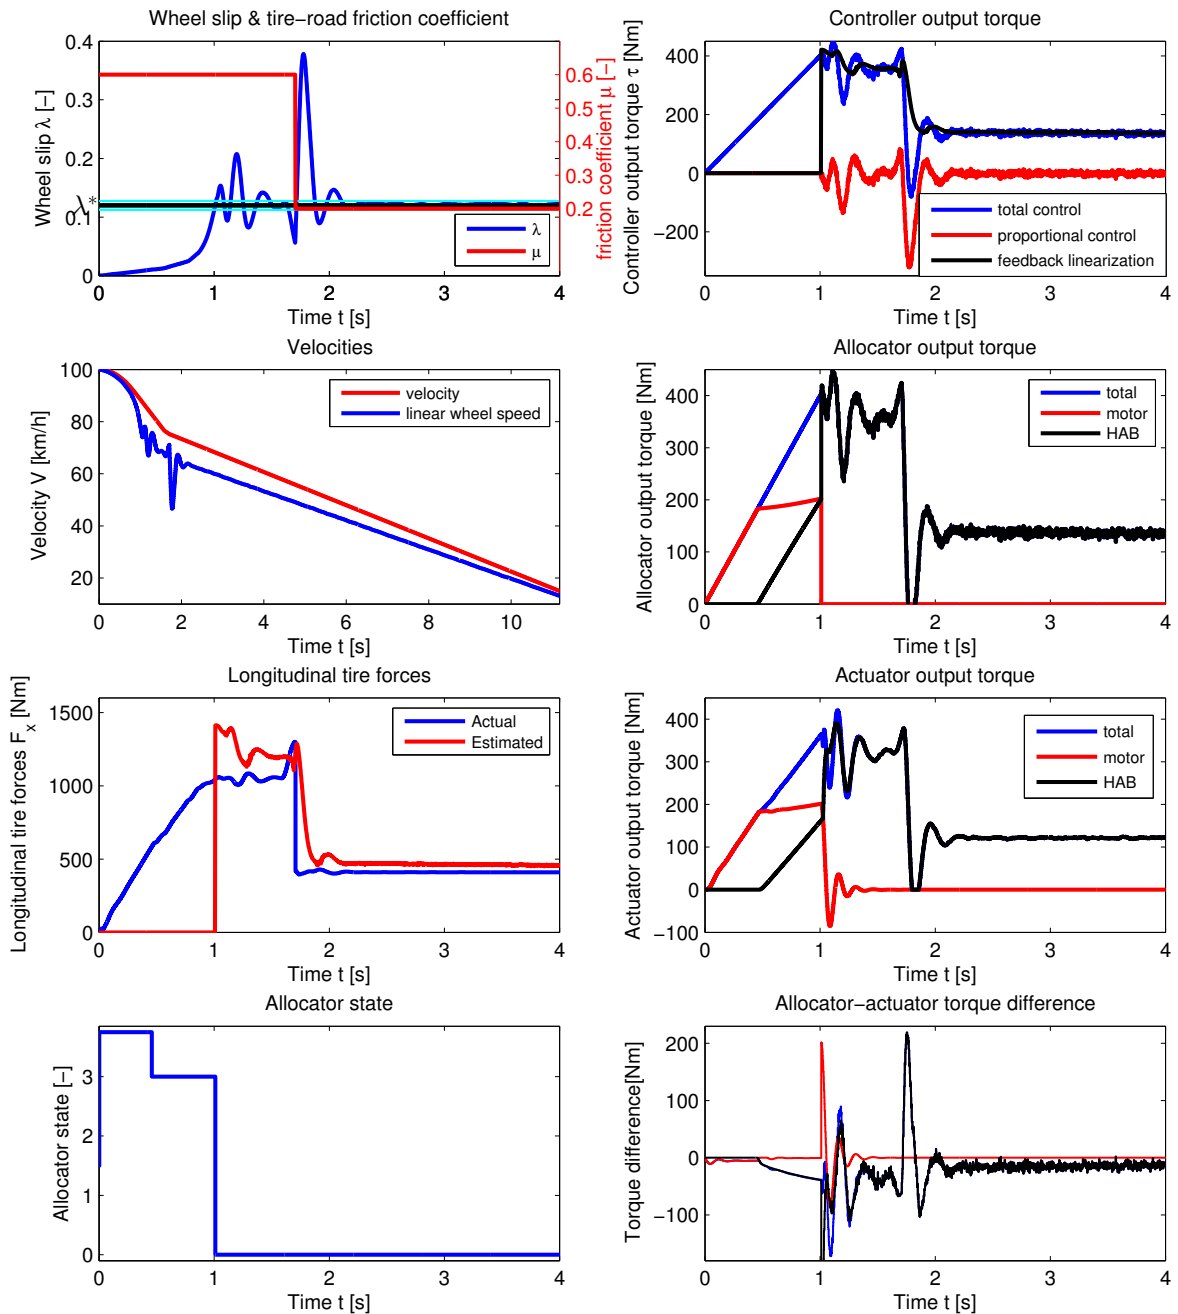 Wheel slip & tire−road friction coefficient
Wheel slip λ [−]
0.4
0.3
0.2
λ*
0.1
0
0.6
0.5
0.4
0.3
0.2
friction coefficient μ [−]
λ
μ
0 1 2 3 4
Time t [s]
Controller output torque
Controller output torque τ [Nm]
400
200
0
−200
total control
proportional control
feedback linearization
0 1 2 3 4
Time t [s]
Velocities
Velocity V [km/h]
100
80
60
40
20
velocity
linear wheel speed
0 2 4 6 8 10
Time t [s]
Allocator output torque
Allocator output torque [Nm]
400
300
200
100
0
total
motor
HAB
0 1 2 3 4
Time t [s]
Longitudinal tire forces
Longitudinal tire forces F_x [Nm]
1500
1000
500
0
Actual
Estimated
0 1 2 3 4
Time t [s]
Actuator output torque
Actuator output torque [Nm]
400
300
200
100
0
−100
total
motor
HAB
0 1 2 3 4
Time t [s]
Allocator state
Allocator state [−]
3
2
1
0
0 1 2 3 4
Time t [s]
Allocator−actuator torque difference
Torque difference[Nm]
200
100
0
−100
0 1 2 3 4
Time t [s]